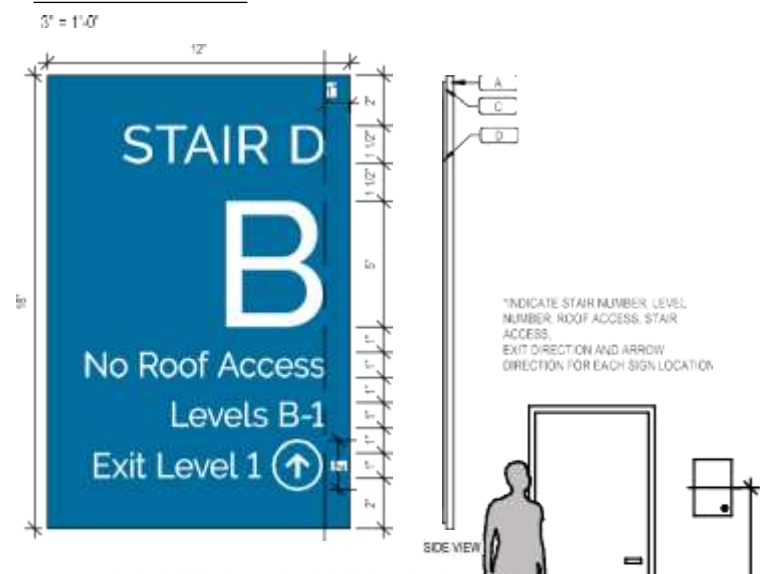 3" = 1'-0"
12"
1"
2"
1 1/2"
1 1/2"
5"
1"
1"
1"
1"
1"
1"
2"
18"
STAIR D
B
No Roof Access
Levels B-1
Exit Level 1
A
C
D
SIDE VIEW
*INDICATE STAIR NUMBER, LEVEL
NUMBER, ROOF ACCESS, STAIR
ACCESS,
EXIT DIRECTION AND ARROW
DIRECTION FOR EACH SIGN LOCATION